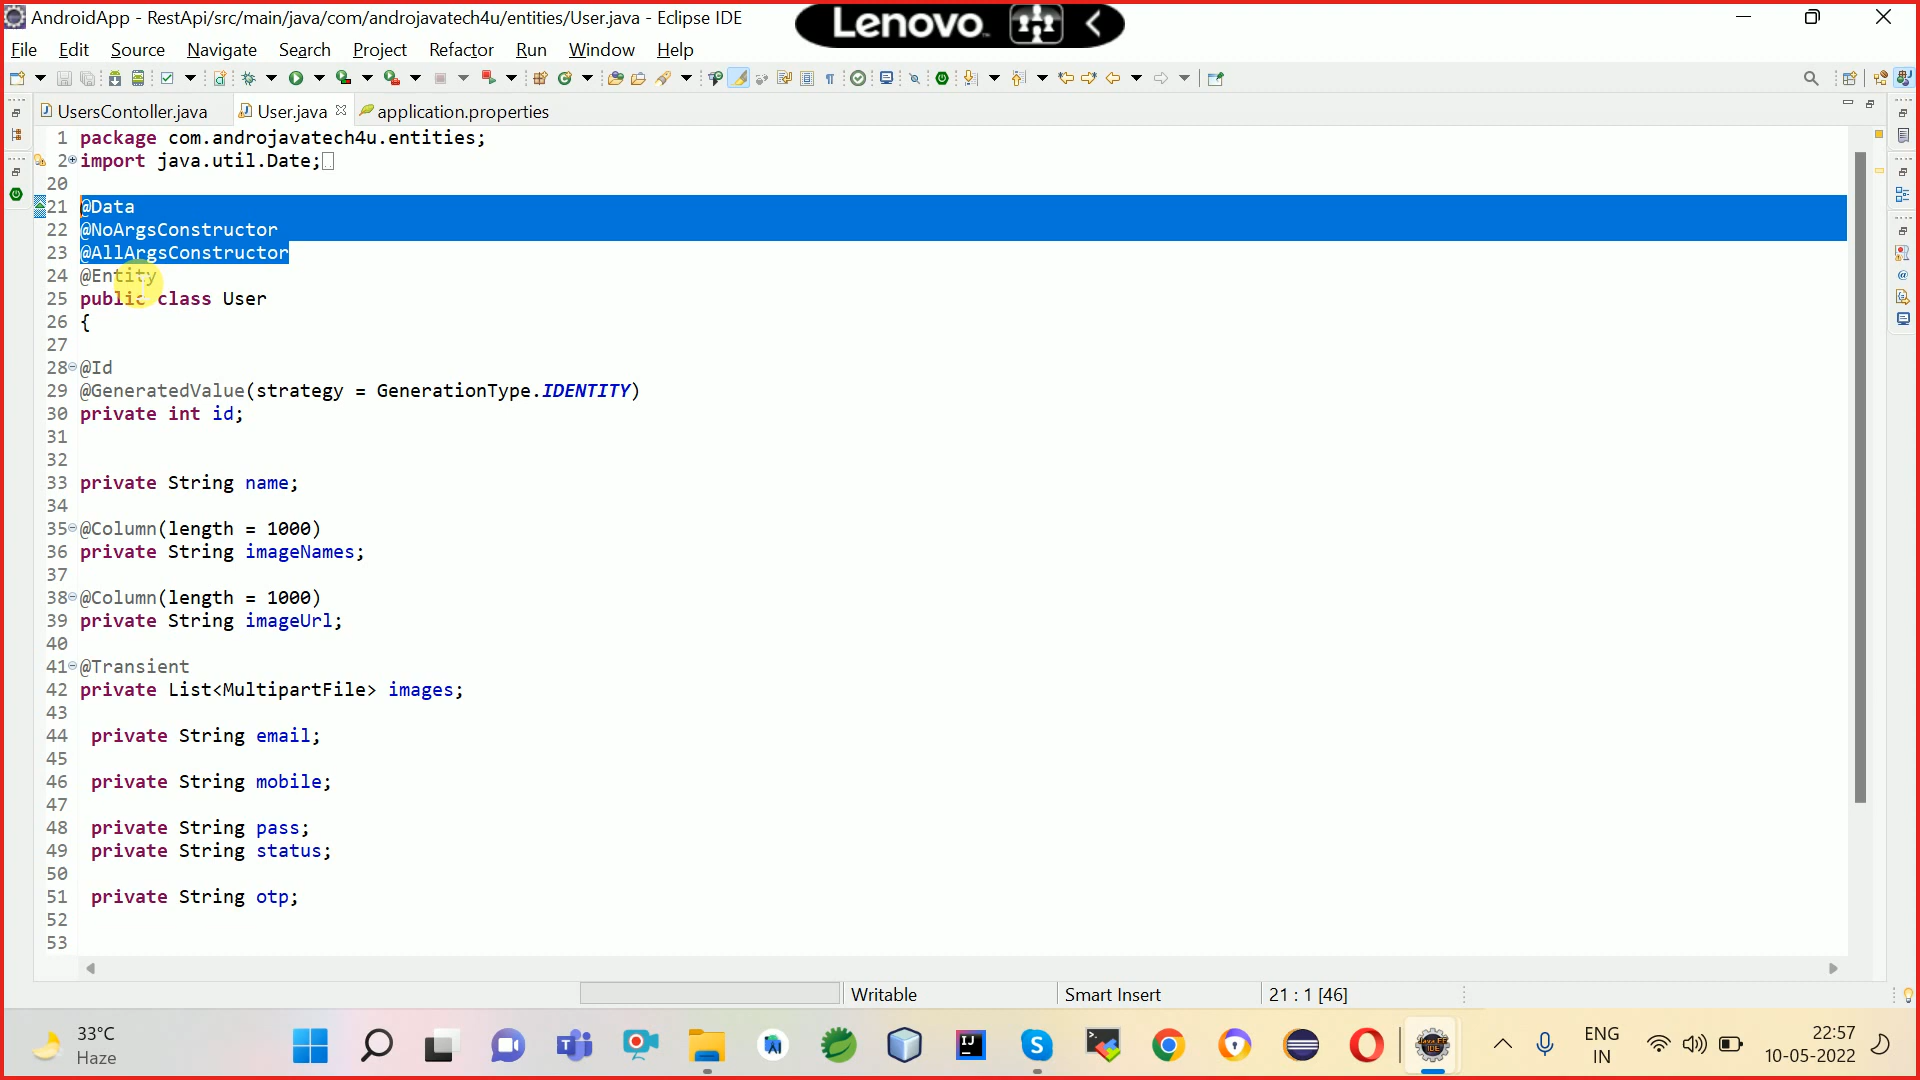 AndroidApp - RestApi/src/main/java/com/androjavatech4u/entities/User.java - Eclipse IDE
Lenovo
File Edit Source Navigate Search Project Refactor Run Window Help
UsersContoller.java User.java application.properties
1 package com.androjavatech4u.entities;
2 import java.util.Date;
20
21 @Data
22 @NoArgsConstructor
23 @AllArgsConstructor
24 @Entity
25 public class User
26 {
27
28 @Id
29 @GeneratedValue(strategy = GenerationType.IDENTITY)
30 private int id;
31
32
33 private String name;
34
35 @Column(length = 1000)
36 private String imageNames;
37
38 @Column(length = 1000)
39 private String imageUrl;
40
41 @Transient
42 private List<MultipartFile> images;
43
44 private String email;
45
46 private String mobile;
47
48 private String pass;
49 private String status;
50
51 private String otp;
52
53
Writable Smart Insert 21 : 1 [46]
33°C
Haze
ENG
IN
22:57
10-05-2022